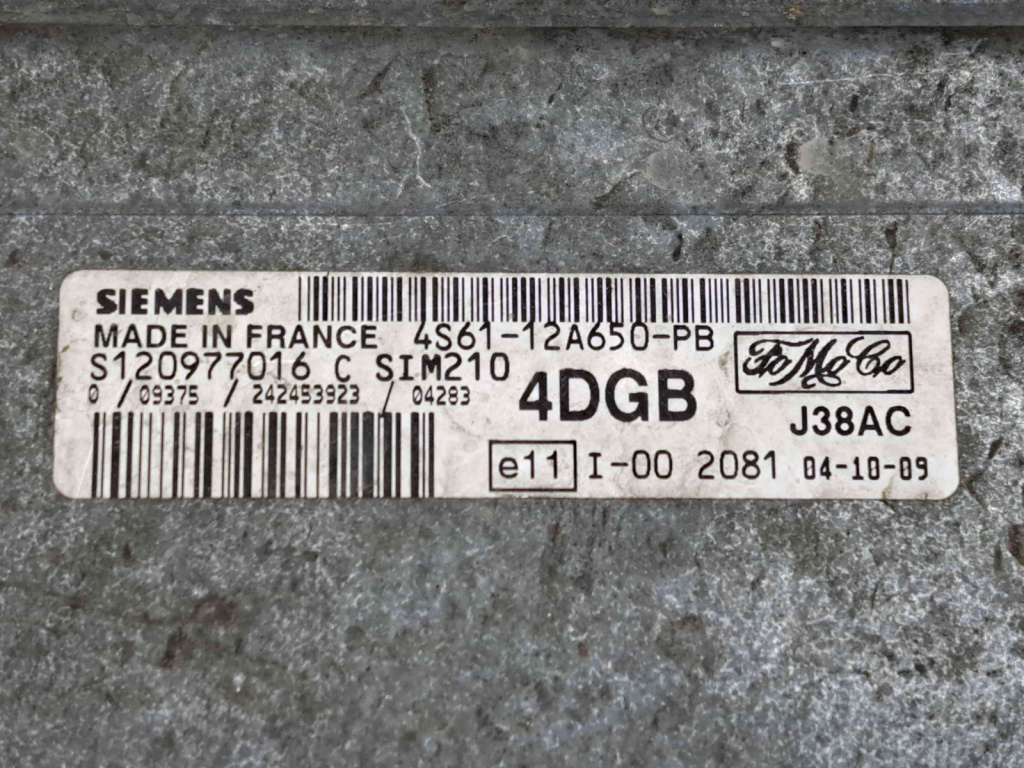 SIEMENS
MADE IN FRANCE 4S61-12A650-PB
S120977016 C SIM210
0 /09375 / 242453923 / 04283
4DGB
FoMoCo
J38AC
e11 I-00 2081 04-10-09